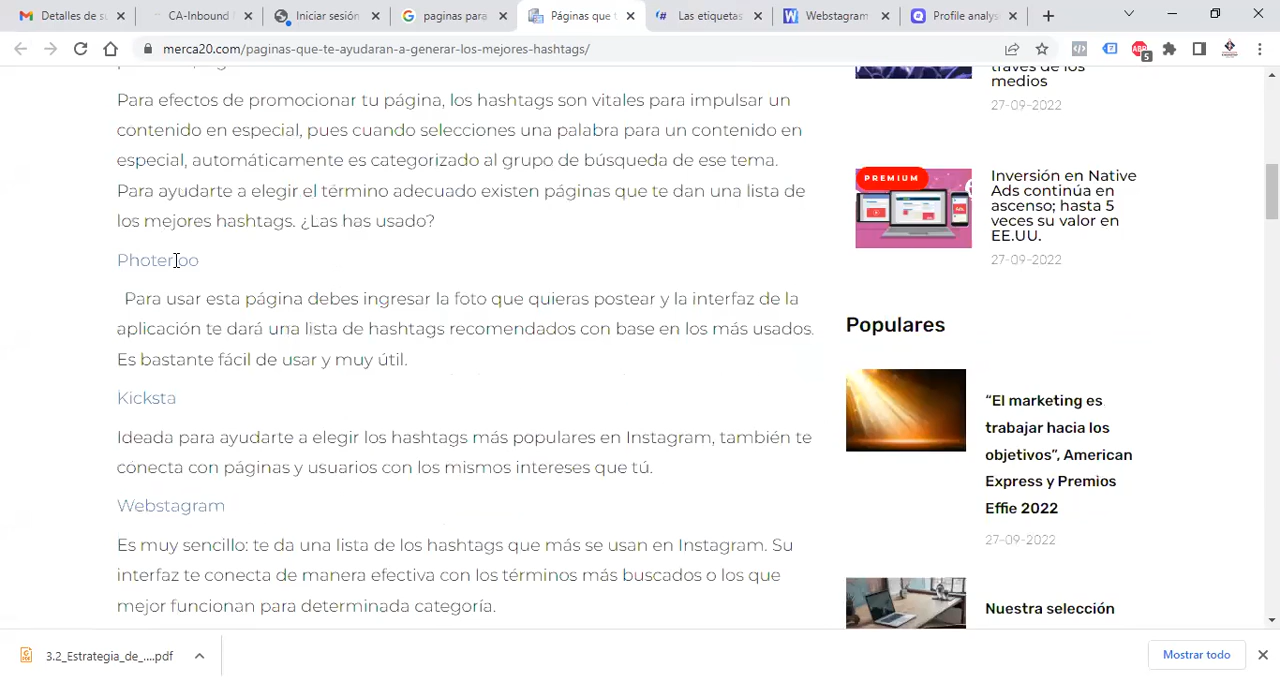 Detalles de su
CA-Inbound
Iniciar sesión
paginas para
Páginas que
Las etiquetas
Webstagram
Profile analys
merca20.com/paginas-que-te-ayudaran-a-generar-los-mejores-hashtags/
ABP
5
Para efectos de promocionar tu página, los hashtags son vitales para impulsar un
contenido en especial, pues cuando selecciones una palabra para un contenido en
especial, automáticamente es categorizado al grupo de búsqueda de ese tema.
Para ayudarte a elegir el término adecuado existen páginas que te dan una lista de
los mejores hashtags. ¿Las has usado?
Photerloo
Para usar esta página debes ingresar la foto que quieras postear y la interfaz de la
aplicación te dará una lista de hashtags recomendados con base en los más usados.
Es bastante fácil de usar y muy útil.
Kicksta
Ideada para ayudarte a elegir los hashtags más populares en Instagram, también te
conecta con páginas y usuarios con los mismos intereses que tú.
Webstagram
Es muy sencillo: te da una lista de los hashtags que más se usan en Instagram. Su
interfaz te conecta de manera efectiva con los términos más buscados o los que
mejor funcionan para determinada categoría.
través de los
medios
27-09-2022
PREMIUM
Inversión en Native
Ads continúa en
ascenso; hasta 5
veces su valor en
EE.UU.
27-09-2022
Populares
“El marketing es
trabajar hacia los
objetivos”, American
Express y Premios
Effie 2022
27-09-2022
Nuestra selección
3.2_Estrategia_de_....pdf
Mostrar todo